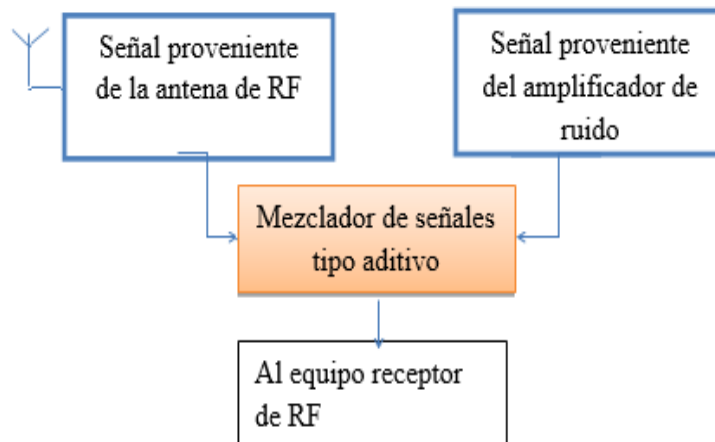 Señal proveniente
de la antena de RF
Señal proveniente
del amplificador de
ruido
Mezclador de señales
tipo aditivo
Al equipo receptor
de RF